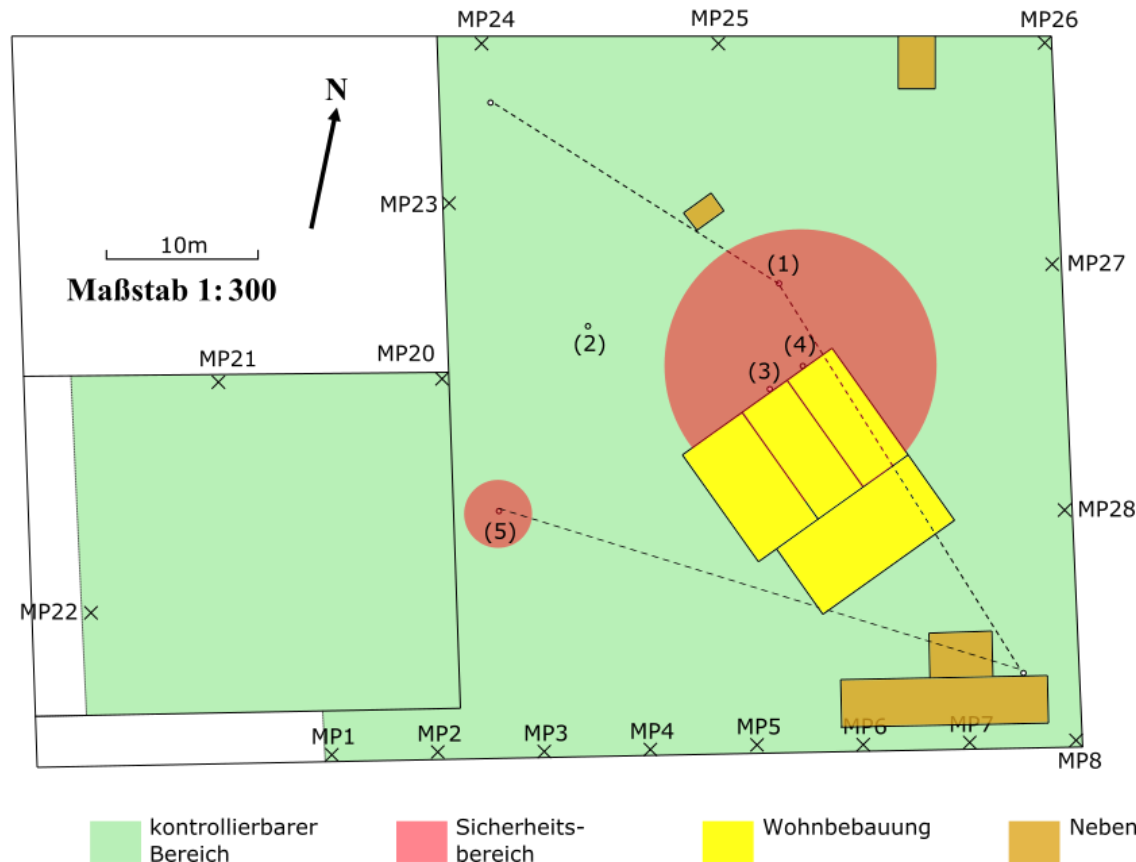 MP24
MP25
MP26
N
MP23
10m
Maßstab 1: 300
(1)
MP27
(2)
(4)
(3)
MP21
MP20
MP28
(5)
MP22
MP1
MP2
MP3
MP4
MP5
MP6
MP7
MP8
kontrollierbarer
Bereich
Sicherheits-
bereich
Wohnbebauung
Neben